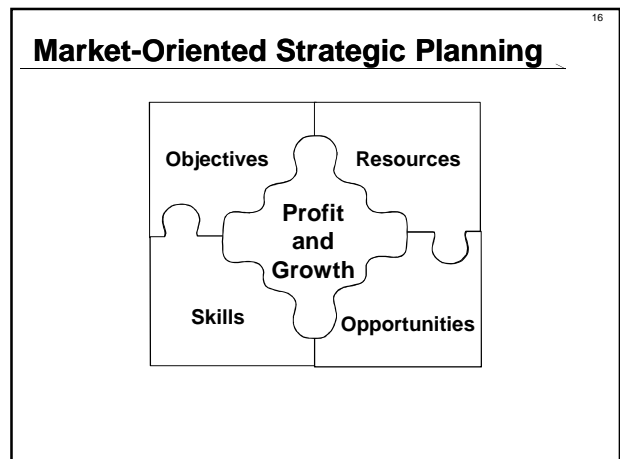 16
Market-Oriented Strategic Planning
Objectives
Resources
Profit
and
Growth
Skills
Opportunities